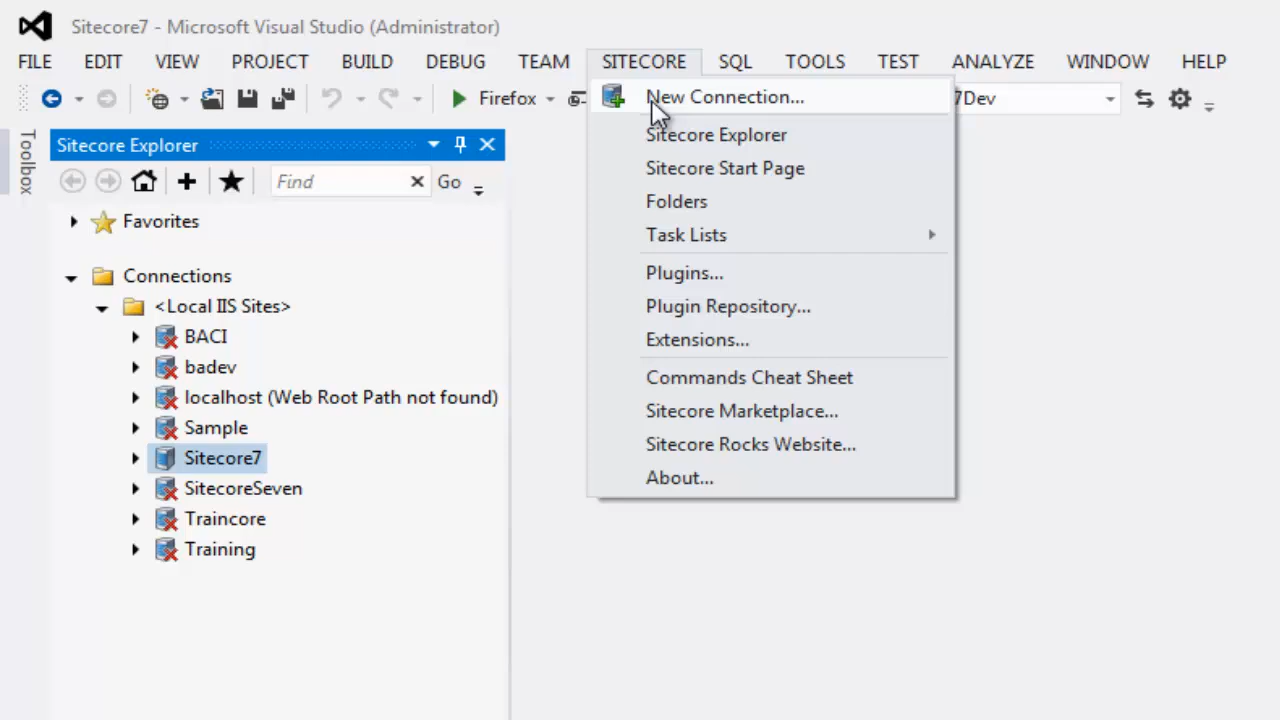 Sitecore7 - Microsoft Visual Studio (Administrator)
FILE EDIT VIEW PROJECT BUILD DEBUG TEAM SITECORE SQL TOOLS TEST ANALYZE WINDOW HELP
Firefox
7Dev
New Connection...
Sitecore Explorer
Sitecore Start Page
Folders
Task Lists
Plugins...
Plugin Repository...
Extensions...
Commands Cheat Sheet
Sitecore Marketplace...
Sitecore Rocks Website...
About...
Toolbox
Sitecore Explorer
Find
Go
Favorites
Connections
<Local IIS Sites>
BACI
badev
localhost (Web Root Path not found)
Sample
Sitecore7
SitecoreSeven
Traincore
Training